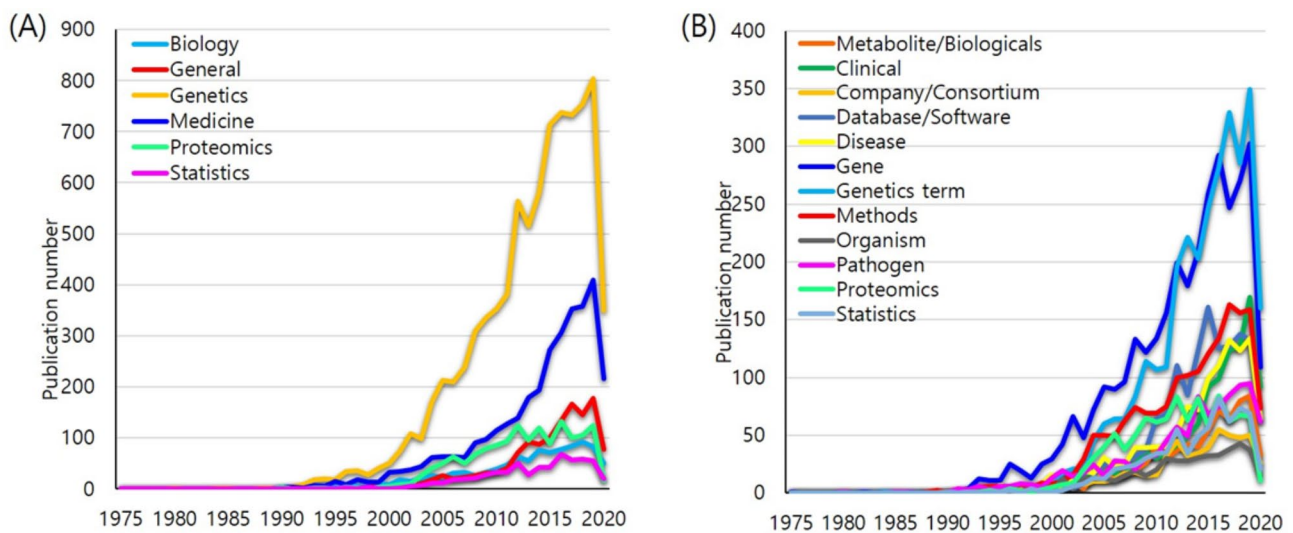 (A)
Publication number
900
800
700
600
500
400
300
200
100
0
Biology
General
Genetics
Medicine
Proteomics
Statistics
1975 1980 1985 1990 1995 2000 2005 2010 2015 2020
(B)
Publication number
400
350
300
250
200
150
100
50
0
Metabolite/Biologicals
Clinical
Company/Consortium
Database/Software
Disease
Gene
Genetics term
Methods
Organism
Pathogen
Proteomics
Statistics
1975 1980 1985 1990 1995 2000 2005 2010 2015 2020